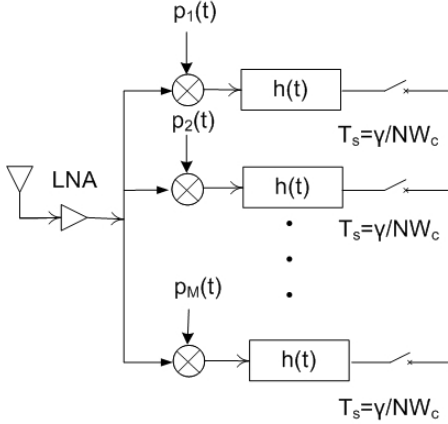 p₁(t)
h(t)
Tₛ=γ/NW꜀
p₂(t)
LNA
h(t)
Tₛ=γ/NW꜀
p_M(t)
h(t)
Tₛ=γ/NW꜀